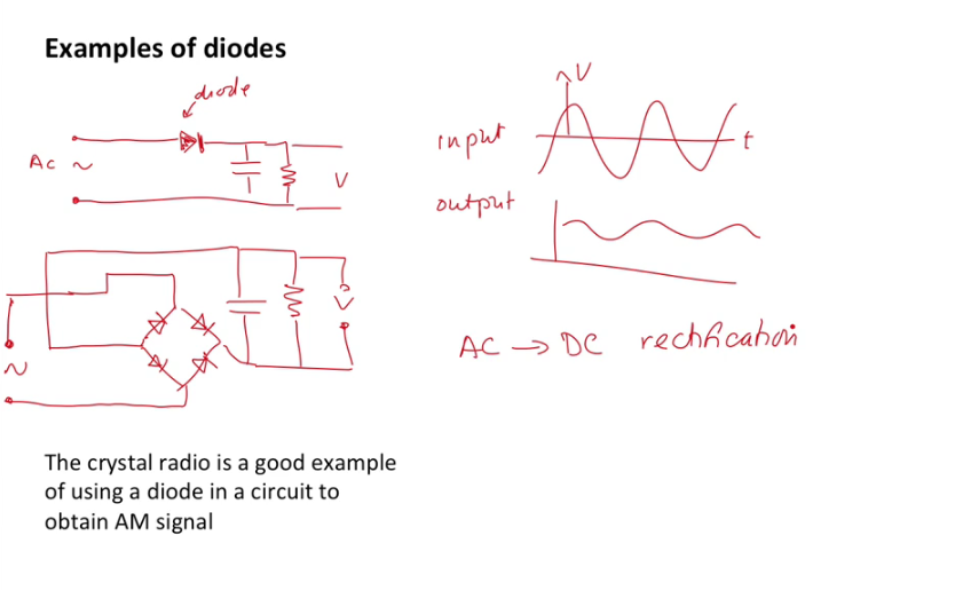 Examples of diodes
diode
AC ~
V
V
t
input
output
~
V
AC → DC rectification
The crystal radio is a good example
of using a diode in a circuit to
obtain AM signal